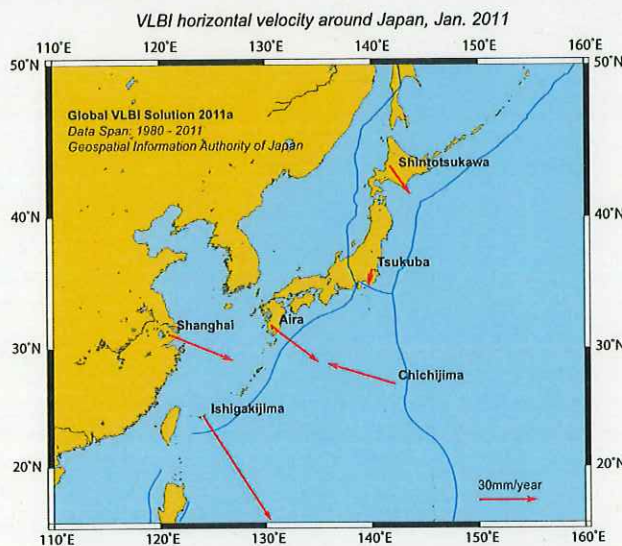 VLBI horizontal velocity around Japan, Jan. 2011
110°E 120°E 130°E 140°E 150°E 160°E
50°N 50°N
Global VLBI Solution 2011a
Data Span: 1980 - 2011
Geospatial Information Authority of Japan
Shintotsukawa
40°N 40°N
Tsukuba
Shanghai
Aira
30°N 30°N
Chichijima
Ishigakijima
20°N 20°N
30mm/year
110°E 120°E 130°E 140°E 150°E 160°E